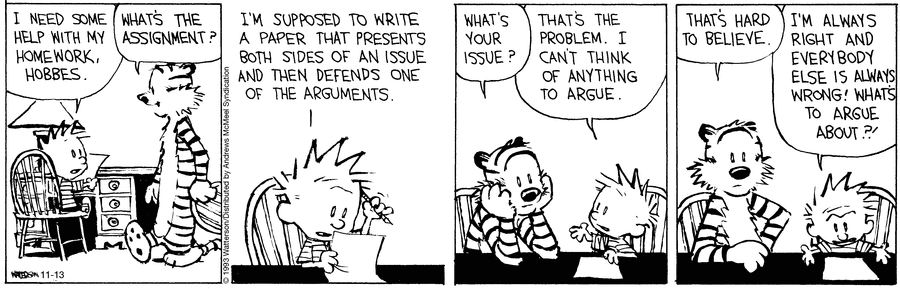 I NEED SOME
HELP WITH MY
HOMEWORK,
HOBBES.
WHAT'S THE
ASSIGNMENT?
WATTERSON 11-13
© 1993 Watterson/Distributed by Andrews McMeel Syndication
I'M SUPPOSED TO WRITE
A PAPER THAT PRESENTS
BOTH SIDES OF AN ISSUE
AND THEN DEFENDS ONE
OF THE ARGUMENTS.
WHAT'S
YOUR
ISSUE?
THAT'S THE
PROBLEM. I
CAN'T THINK
OF ANYTHING
TO ARGUE.
THAT'S HARD
TO BELIEVE.
I'M ALWAYS
RIGHT AND
EVERYBODY
ELSE IS ALWAYS
WRONG! WHAT'S
TO ARGUE
ABOUT?!